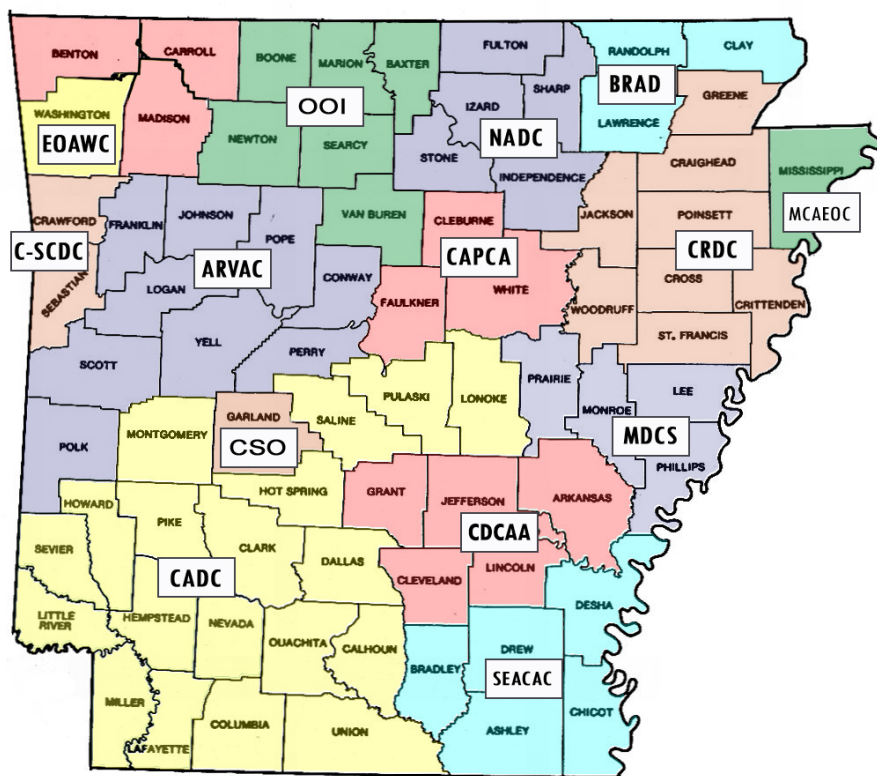 BENTON
CARROLL
BOONE
MARION
BAXTER
FULTON
RANDOLPH
CLAY
SHARP
BRAD
GREENE
WASHINGTON
MADISON
OOI
IZARD
LAWRENCE
EOAWC
NEWTON
SEARCY
STONE
NADC
CRAIGHEAD
MISSISSIPPI
INDEPENDENCE
CRAWFORD
FRANKLIN
JOHNSON
VAN BUREN
CLEBURNE
JACKSON
POINSETT
MCAEOC
C-SCDC
POPE
ARVAC
CAPCA
CRDC
SEBASTIAN
LOGAN
CONWAY
FAULKNER
WHITE
WOODRUFF
CROSS
CRITTENDEN
SCOTT
YELL
PERRY
ST. FRANCIS
PULASKI
LONOKE
PRAIRIE
LEE
POLK
MONTGOMERY
GARLAND
SALINE
MONROE
MDCS
CSO
PHILLIPS
HOWARD
HOT SPRING
GRANT
JEFFERSON
ARKANSAS
PIKE
SEVIER
CLARK
DALLAS
CDCAA
CADC
CLEVELAND
LINCOLN
LITTLE
RIVER
HEMPSTEAD
NEVADA
OUACHITA
CALHOUN
DESHA
BRADLEY
DREW
SEACAC
MILLER
LAFAYETTE
COLUMBIA
UNION
ASHLEY
CHICOT